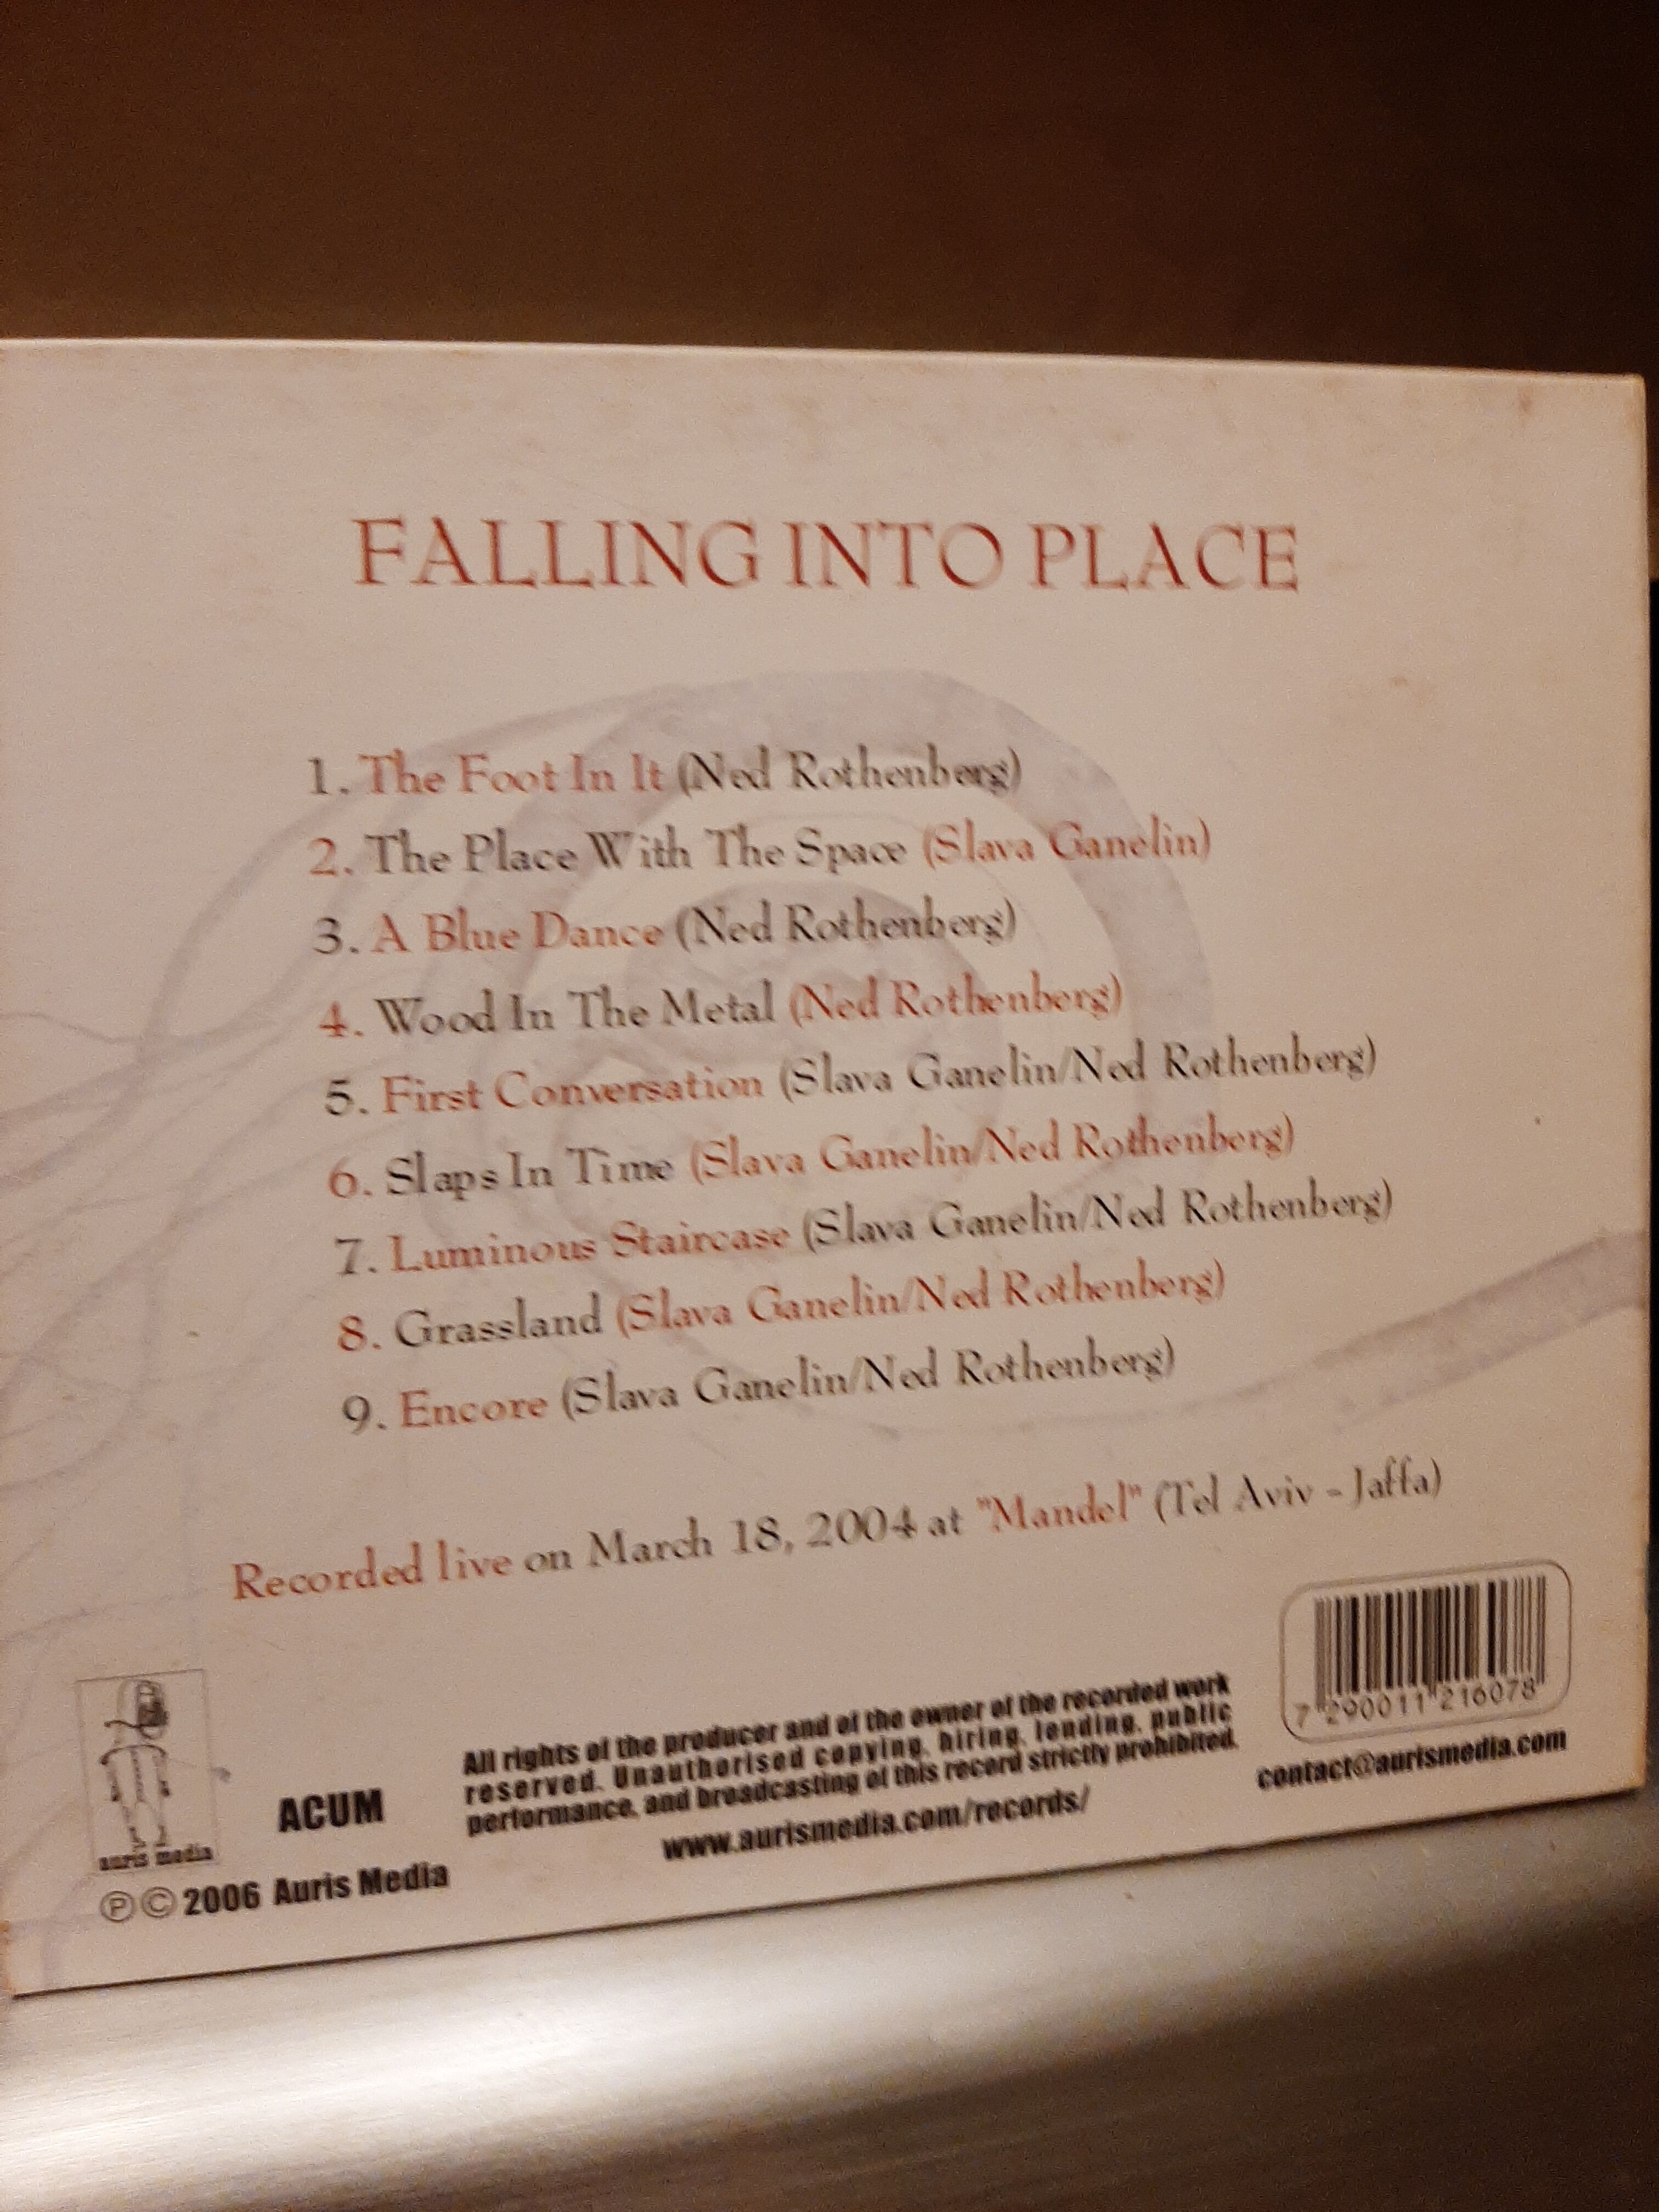 FALLING INTO PLACE
1. The Foot In It (Ned Rothenberg)
2. The Place With The Space (Slava Ganelin)
3. A Blue Dance (Ned Rothenberg)
4. Wood In The Metal (Ned Rothenberg)
5. First Conversation (Slava Ganelin/Ned Rothenberg)
6. Slaps In Time (Slava Ganelin/Ned Rothenberg)
7. Luminous Staircase (Slava Ganelin/Ned Rothenberg)
8. Grassland (Slava Ganelin/Ned Rothenberg)
9. Encore (Slava Ganelin/Ned Rothenberg)
Recorded live on March 18, 2004 at "Mandel" (Tel Aviv - Jaffa)
auris media
ACUM
All rights of the producer and of the owner of the recorded work
reserved. Unauthorised copying, hiring, lending, public
performance, and broadcasting of this record strictly prohibited.
www.aurismedia.com/records/
7 290011 216078
contact@aurismedia.com
℗ © 2006 Auris Media